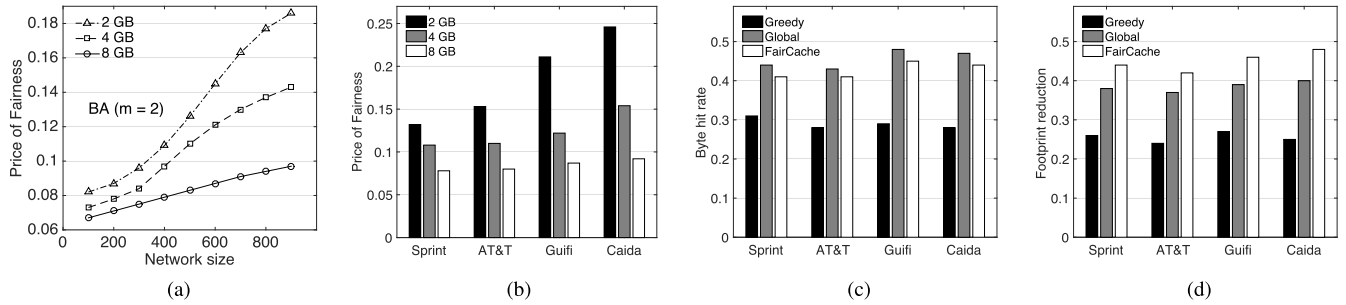 Price of Fairness
0.18
0.16
0.14
0.12
0.1
0.08
0.06
2 GB
4 GB
8 GB
BA (m = 2)
0 200 400 600 800
Network size
(a)
Price of Fairness
0.25
0.2
0.15
0.1
0.05
0
2 GB
4 GB
8 GB
Sprint AT&T Guifi Caida
(b)
Byte hit rate
0.5
0.4
0.3
0.2
0.1
0
Greedy
Global
FairCache
Sprint AT&T Guifi Caida
(c)
Footprint reduction
0.5
0.4
0.3
0.2
0.1
0
Greedy
Global
FairCache
Sprint AT&T Guifi Caida
(d)